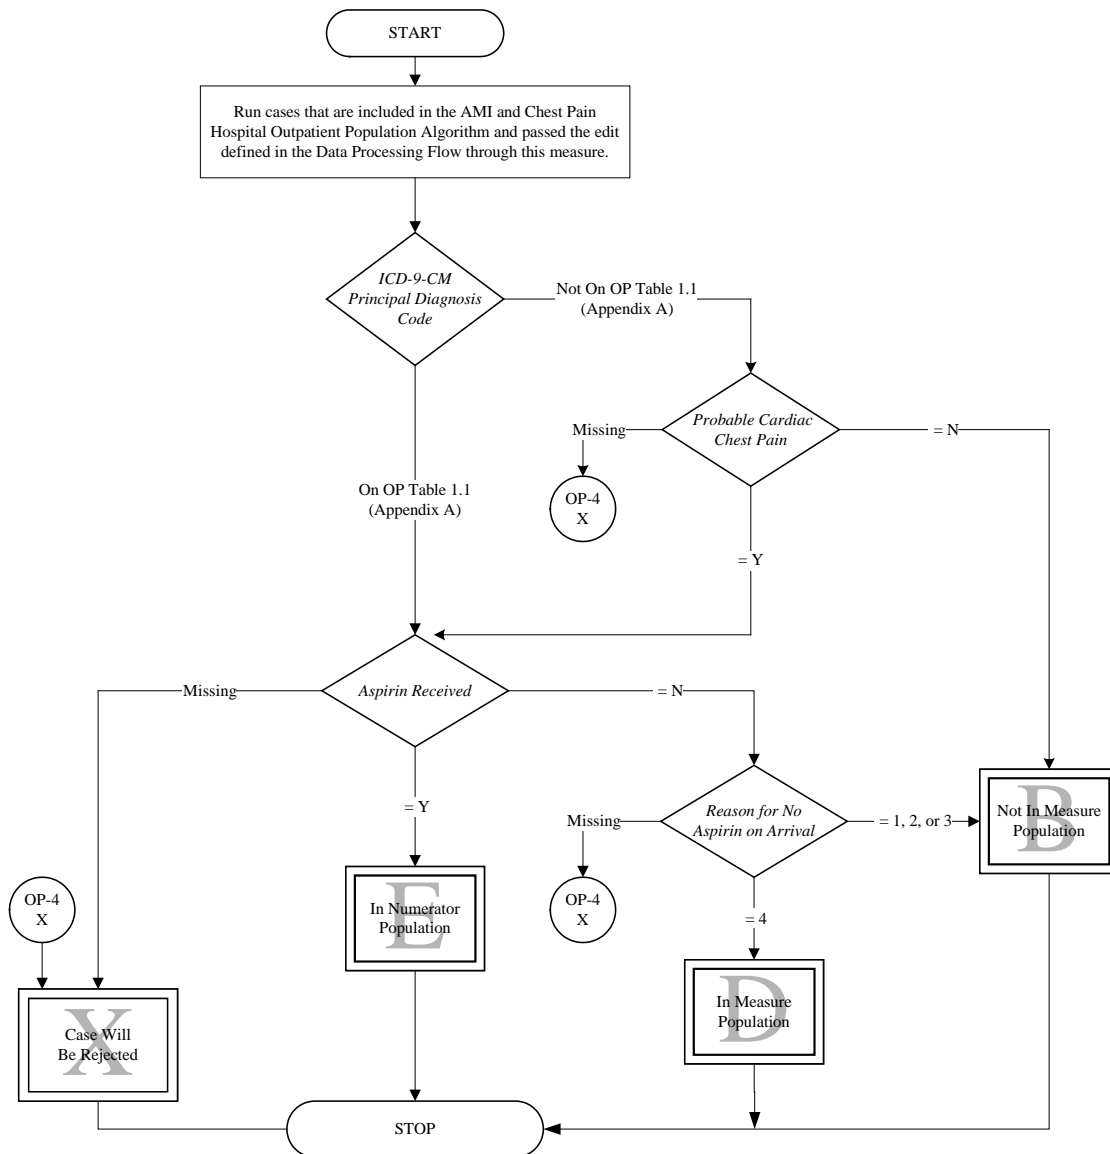 START
Run cases that are included in the AMI and Chest Pain
Hospital Outpatient Population Algorithm and passed the edit
defined in the Data Processing Flow through this measure.
ICD-9-CM
Principal Diagnosis
Code
Not On OP Table 1.1
(Appendix A)
Probable Cardiac
Chest Pain
Missing
= N
OP-4
X
On OP Table 1.1
(Appendix A)
= Y
Aspirin Received
Missing
= N
= Y
Reason for No
Aspirin on Arrival
Missing
= 1, 2, or 3
B
Not In Measure
Population
OP-4
X
E
In Numerator
Population
OP-4
X
= 4
D
In Measure
Population
X
Case Will
Be Rejected
STOP